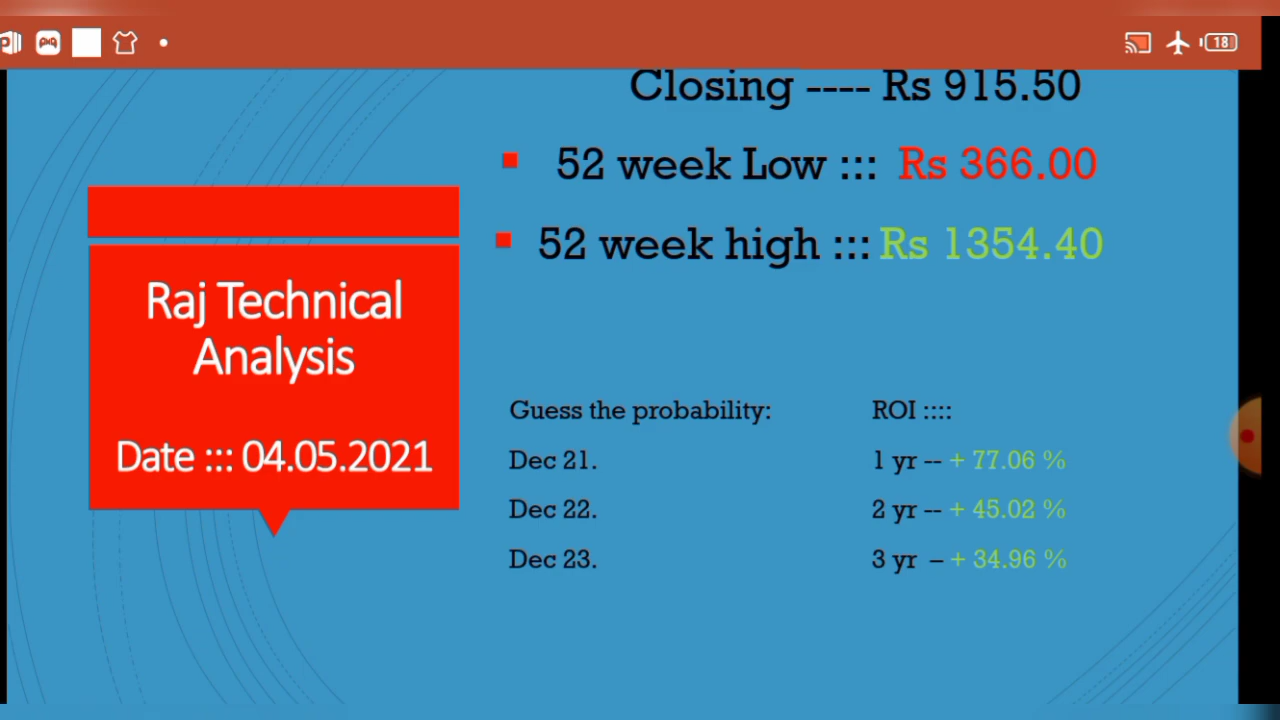 18
Closing ---- Rs 915.50
52 week Low ::: Rs 366.00
52 week high ::: Rs 1354.40
Raj Technical
Analysis
Date ::: 04.05.2021
Guess the probability: ROI ::::
Dec 21. 1 yr -- + 77.06 %
Dec 22. 2 yr -- + 45.02 %
Dec 23. 3 yr – + 34.96 %